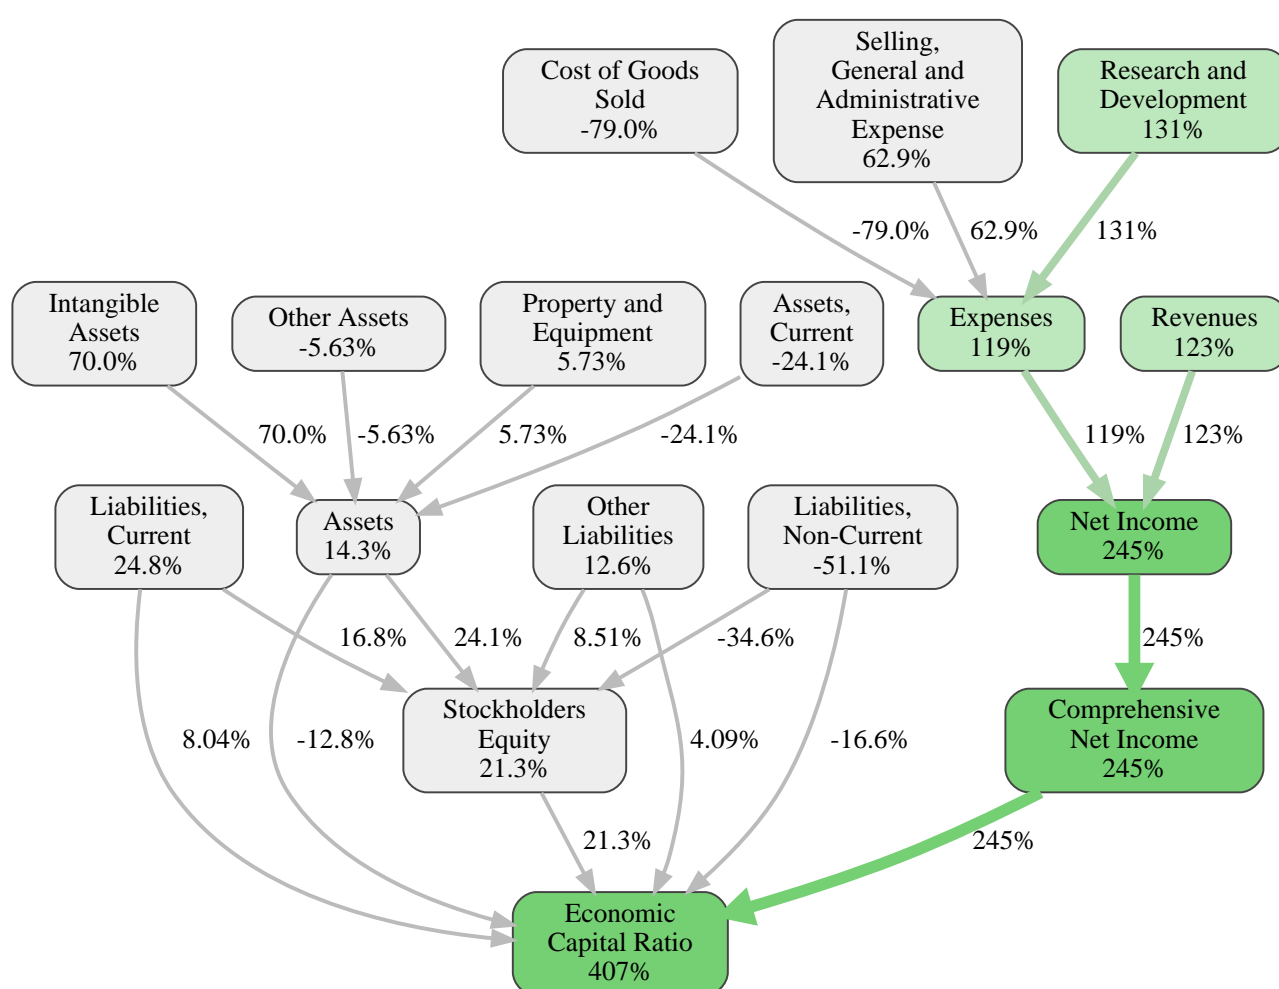 Cost of Goods
Sold
-79.0%
Selling,
General and
Administrative
Expense
62.9%
Research and
Development
131%
-79.0%
62.9%
131%
Intangible
Assets
70.0%
Other Assets
-5.63%
Property and
Equipment
5.73%
Assets,
Current
-24.1%
Expenses
119%
Revenues
123%
70.0%
-5.63%
5.73%
-24.1%
119%
123%
Liabilities,
Current
24.8%
Assets
14.3%
Other
Liabilities
12.6%
Liabilities,
Non-Current
-51.1%
Net Income
245%
16.8%
24.1%
8.51%
-34.6%
245%
8.04%
-12.8%
Stockholders
Equity
21.3%
4.09%
-16.6%
Comprehensive
Net Income
245%
21.3%
245%
Economic
Capital Ratio
407%